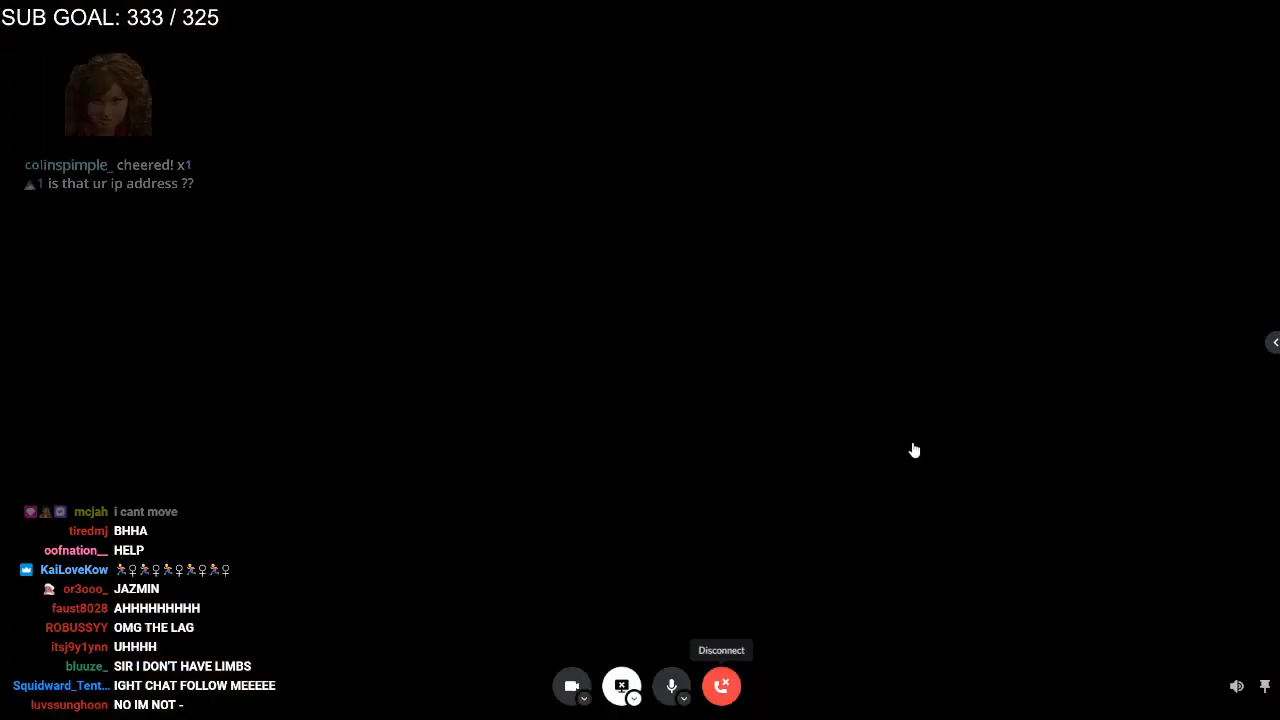 SUB GOAL: 333 / 325
colinspimple_ cheered! x1
1 is that ur ip address ??
mcjah i cant move
tiredmj BHHA
oofnation__ HELP
KaiLoveKow 🏃♀🏃♀🏃♀🏃♀🏃♀
or3ooo_ JAZMIN
faust8028 AHHHHHHHHH
ROBUSSYY OMG THE LAG
itsj9y1ynn UHHHH
bluuze_ SIR I DON'T HAVE LIMBS
Squidward_Tent... IGHT CHAT FOLLOW MEEEEE
luvssunghoon NO IM NOT -
Disconnect